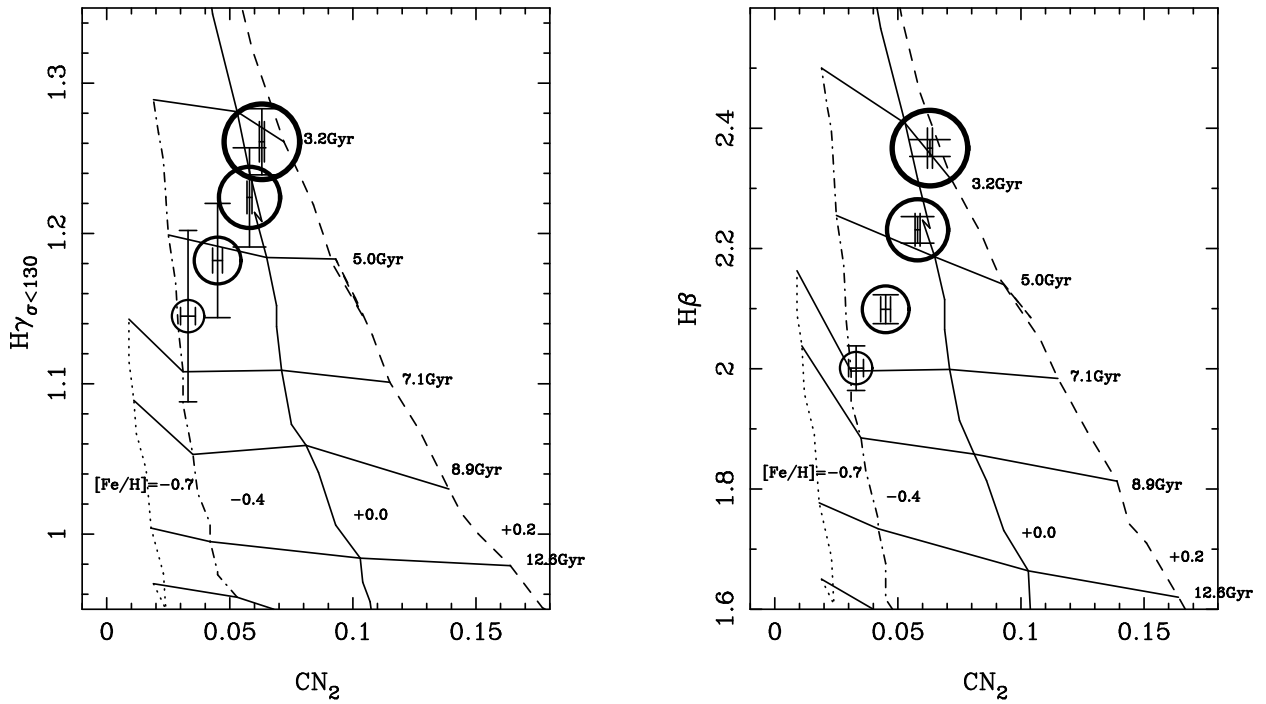 1.3
1.2
1.1
1
Hγσ<130
3.2Gyr
5.0Gyr
7.1Gyr
8.9Gyr
[Fe/H]=−0.7
−0.4
+0.0
+0.2
12.6Gyr
0 0.05 0.1 0.15
CN2
2.4
2.2
2
1.8
1.6
Hβ
3.2Gyr
5.0Gyr
7.1Gyr
[Fe/H]=−0.7
8.9Gyr
−0.4
+0.0
+0.2
12.6Gyr
0 0.05 0.1 0.15
CN2